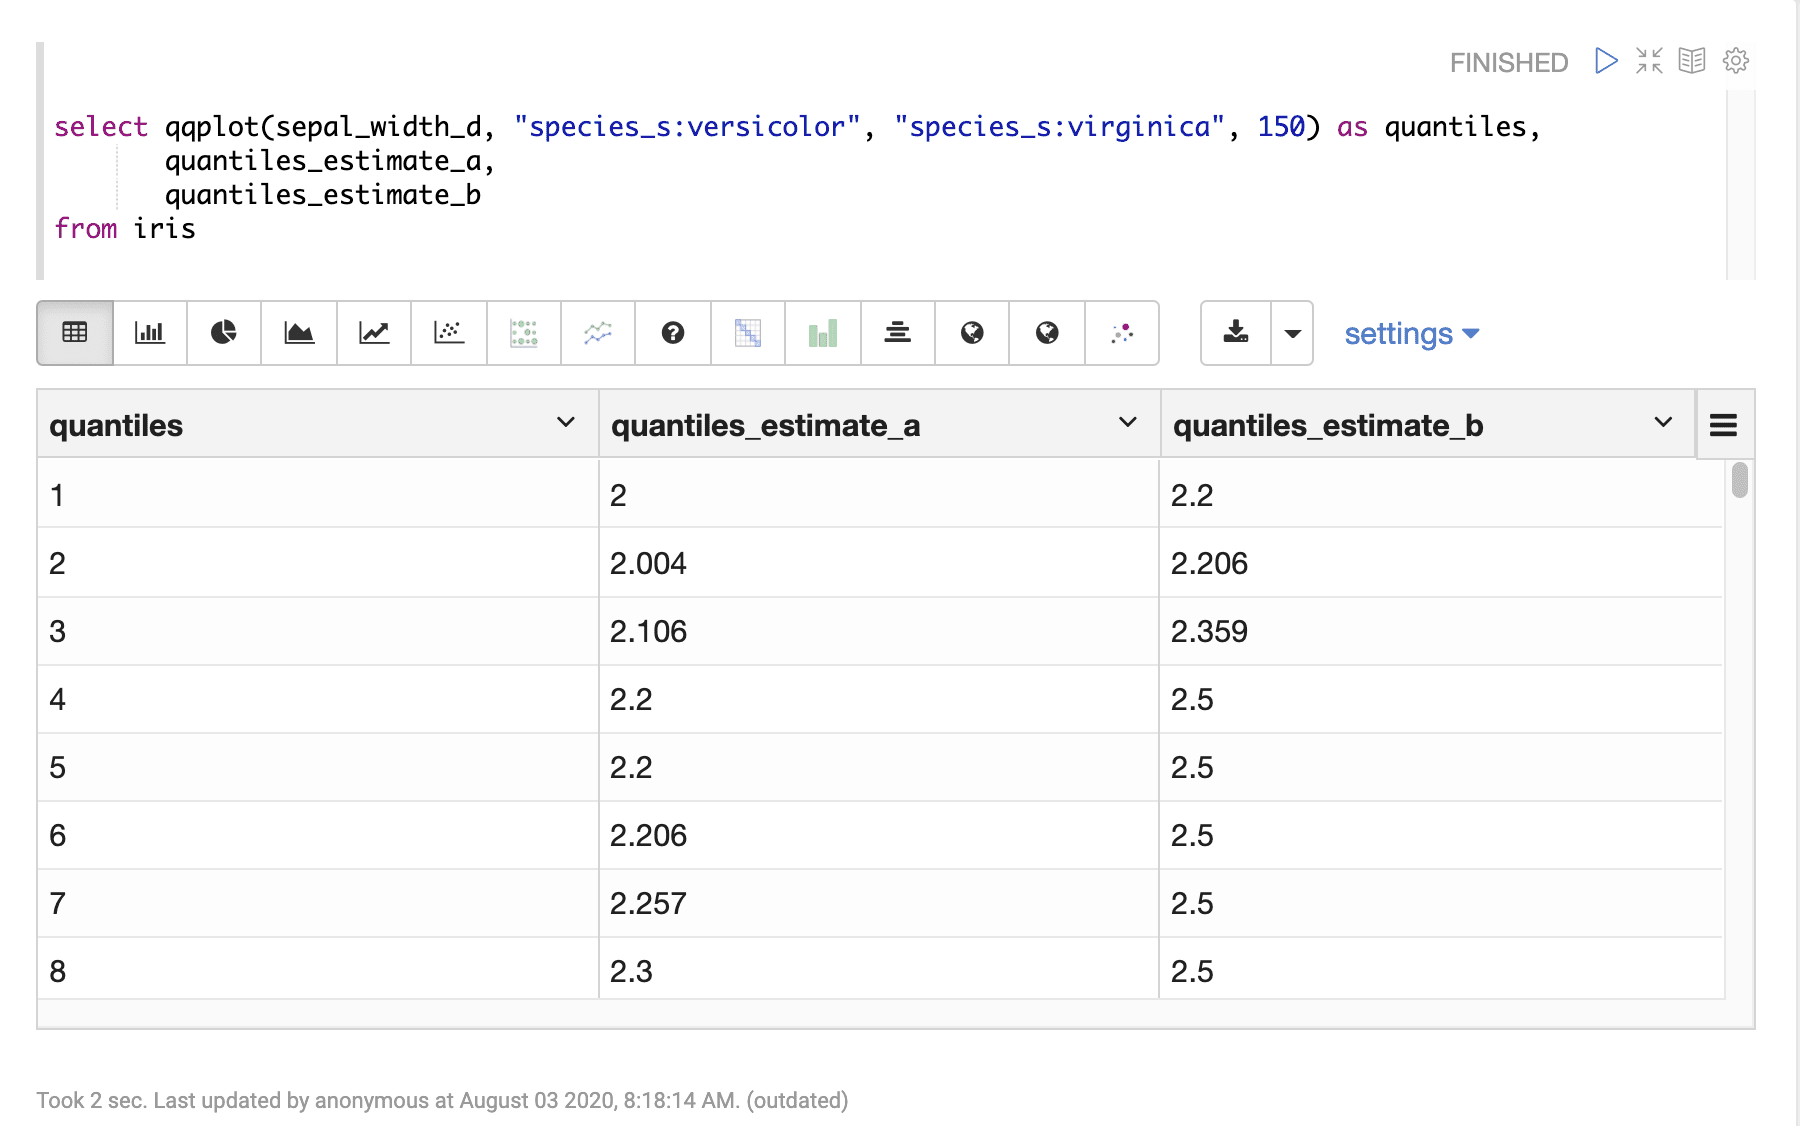 FINISHED
select qqplot(sepal_width_d, "species_s:versicolor", "species_s:virginica", 150) as quantiles,
quantiles_estimate_a,
quantiles_estimate_b
from iris
settings
quantiles quantiles_estimate_a quantiles_estimate_b
1 2 2.2
2 2.004 2.206
3 2.106 2.359
4 2.2 2.5
5 2.2 2.5
6 2.206 2.5
7 2.257 2.5
8 2.3 2.5
Took 2 sec. Last updated by anonymous at August 03 2020, 8:18:14 AM. (outdated)